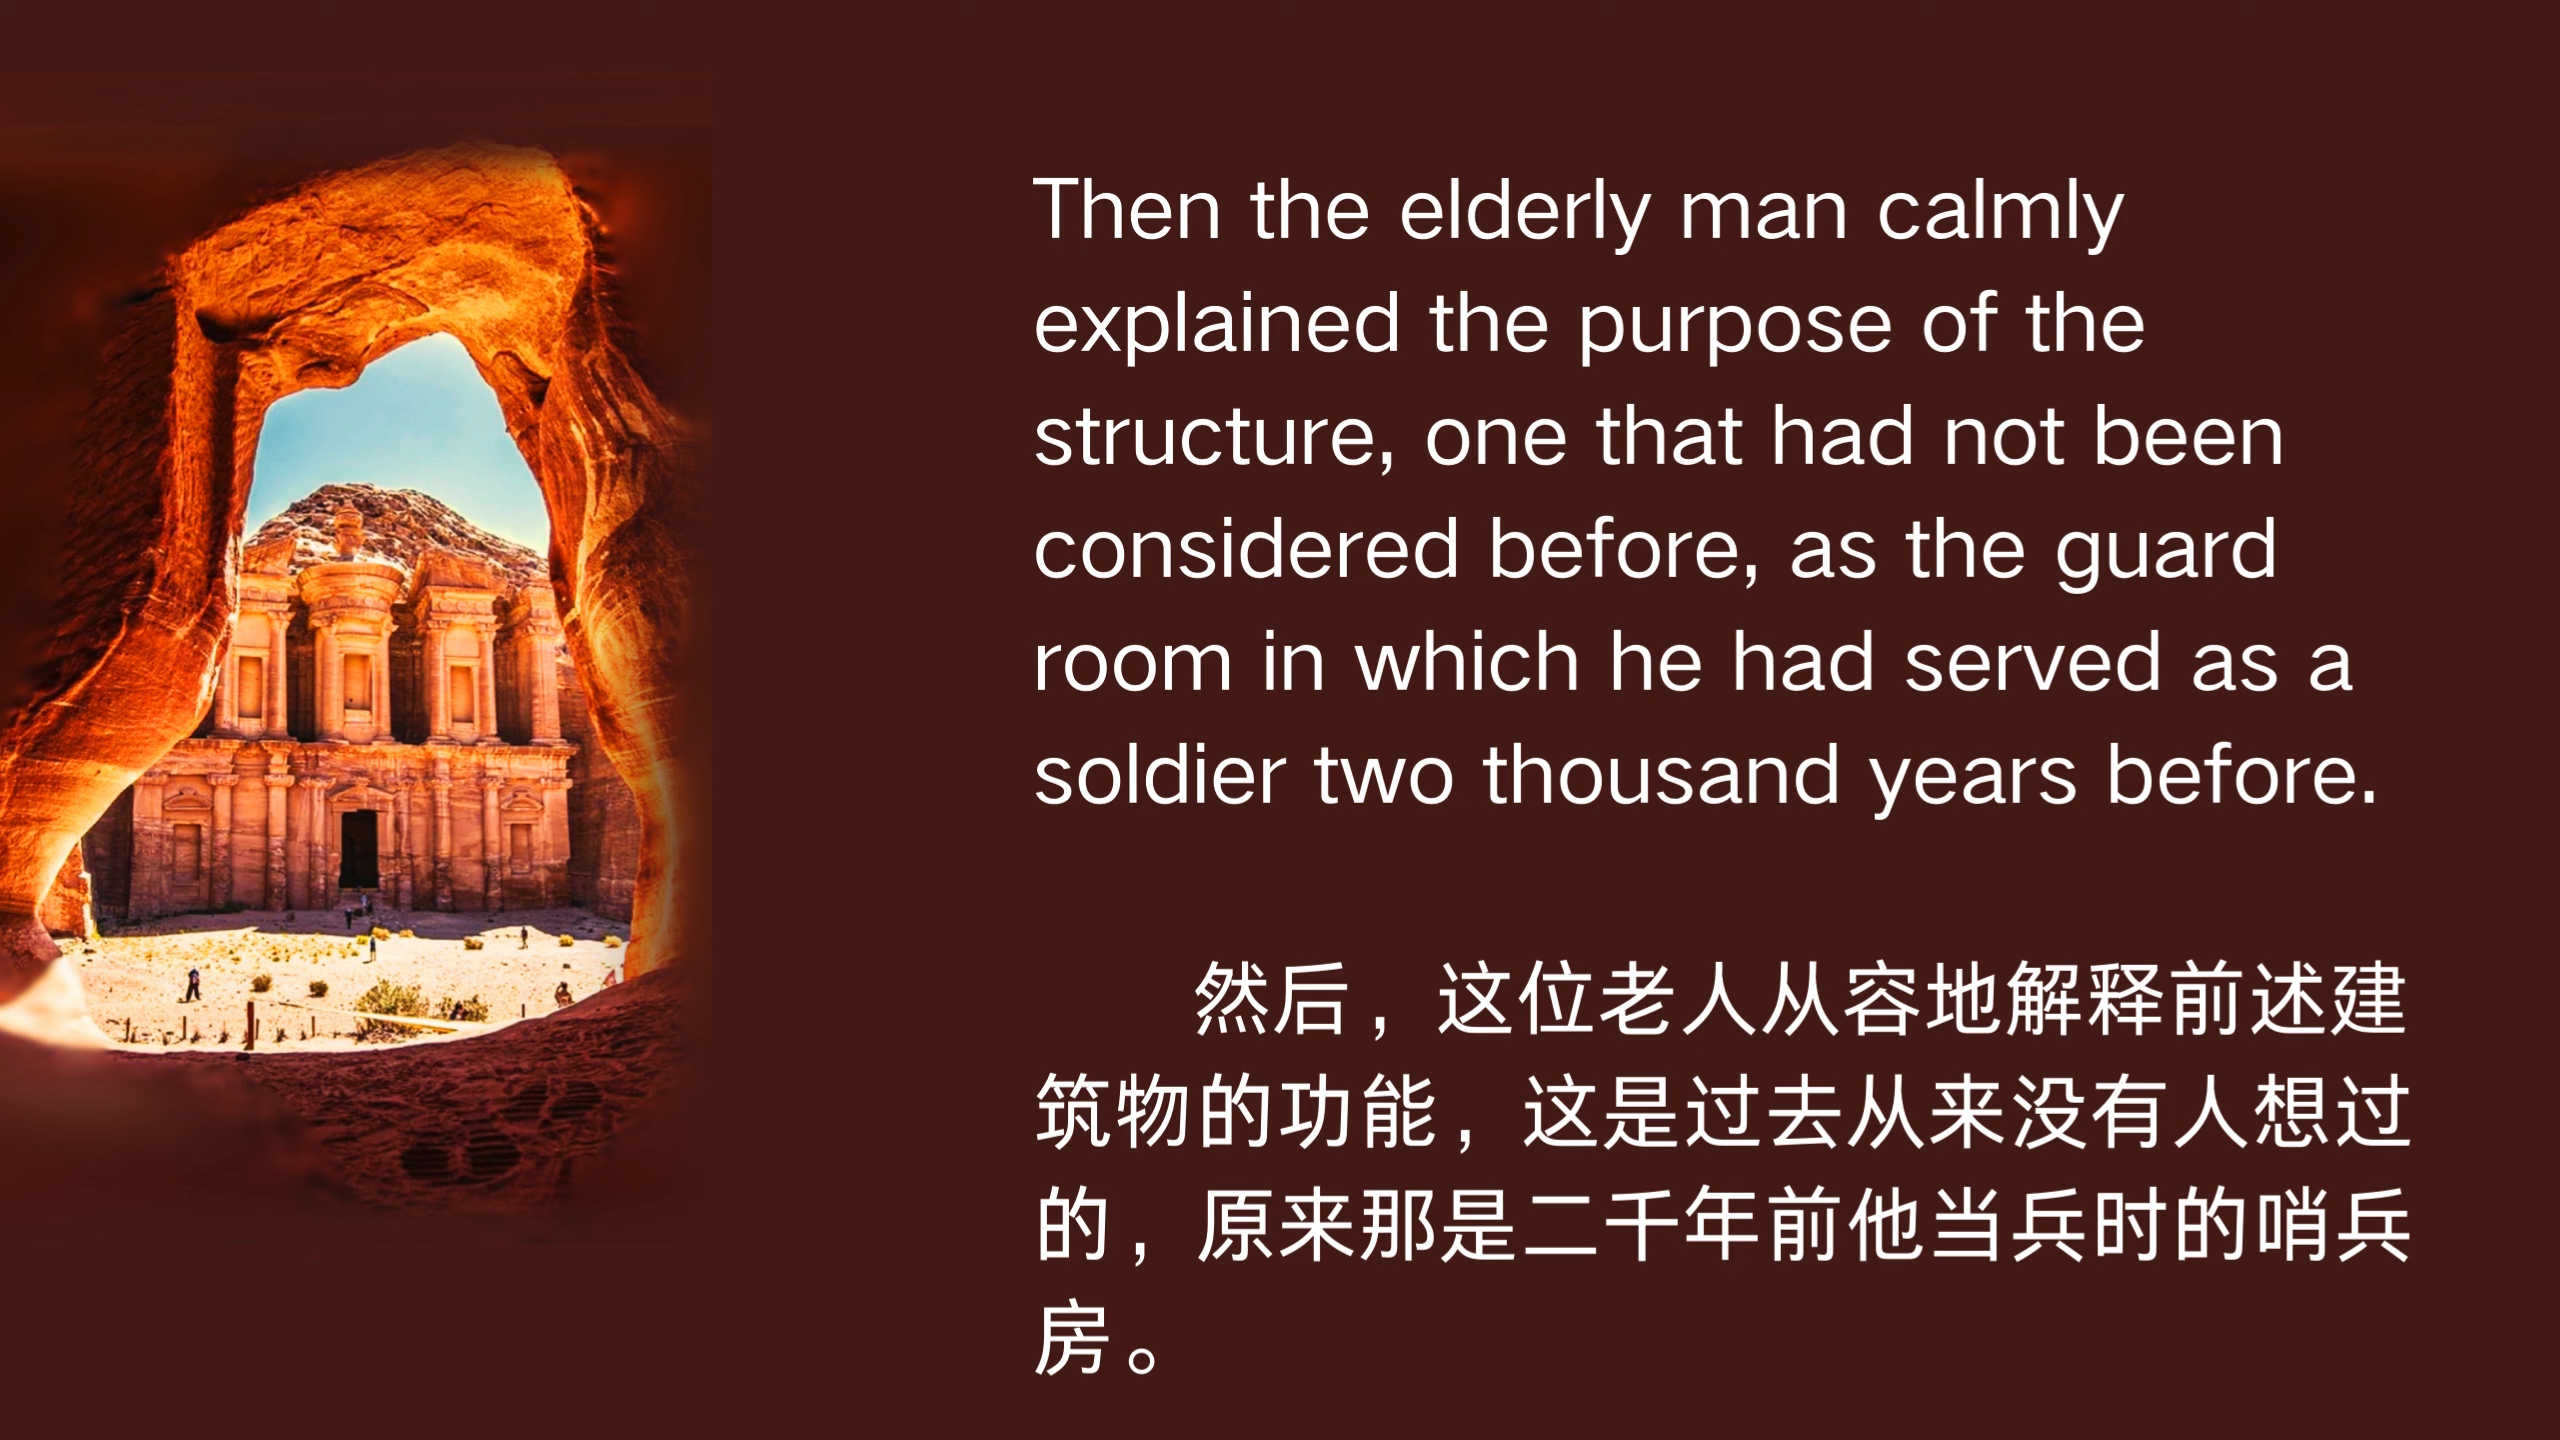 Then the elderly man calmly
explained the purpose of the
structure, one that had not been
considered before, as the guard
room in which he had served as a
soldier two thousand years before.
然后，这位老人从容地解释前述建
筑物的功能，这是过去从来没有人想过
的，原来那是二千年前他当兵时的哨兵
房。